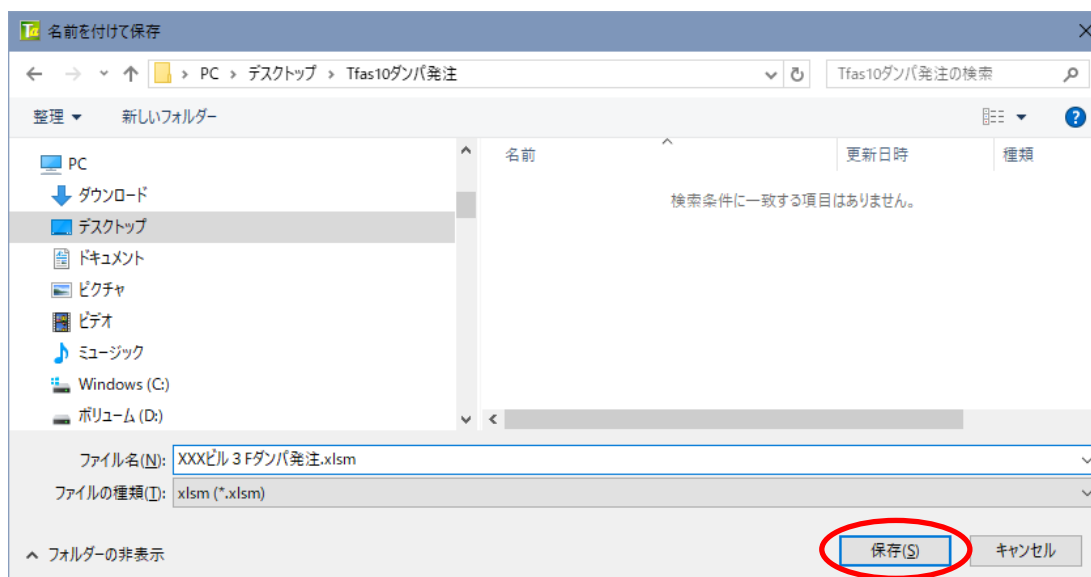 名前を付けて保存
PC › デスクトップ › Tfas10ダンパ発注
Tfas10ダンパ発注の検索
整理
新しいフォルダー
PC
ダウンロード
デスクトップ
ドキュメント
ピクチャ
ビデオ
ミュージック
Windows (C:)
ボリューム (D:)
名前
更新日時
種類
検索条件に一致する項目はありません。
ファイル名(N): XXXビル３Fダンパ発注.xlsm
ファイルの種類(T): xlsm (*.xlsm)
フォルダーの非表示
保存(S)
キャンセル